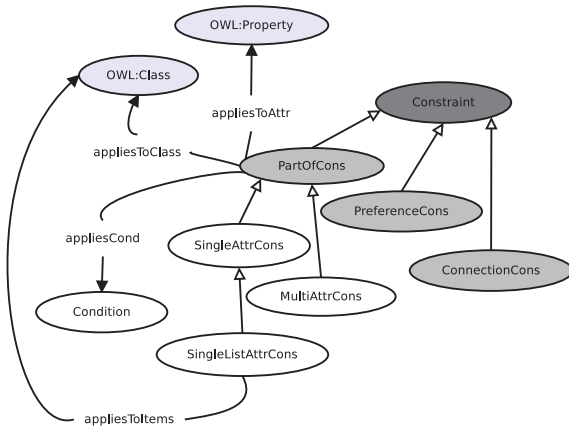 OWL:Property
OWL:Class
Constraint
appliesToAttr
appliesToClass
PartOfCons
PreferenceCons
appliesCond
SingleAttrCons
ConnectionCons
MultiAttrCons
Condition
SingleListAttrCons
appliesToItems